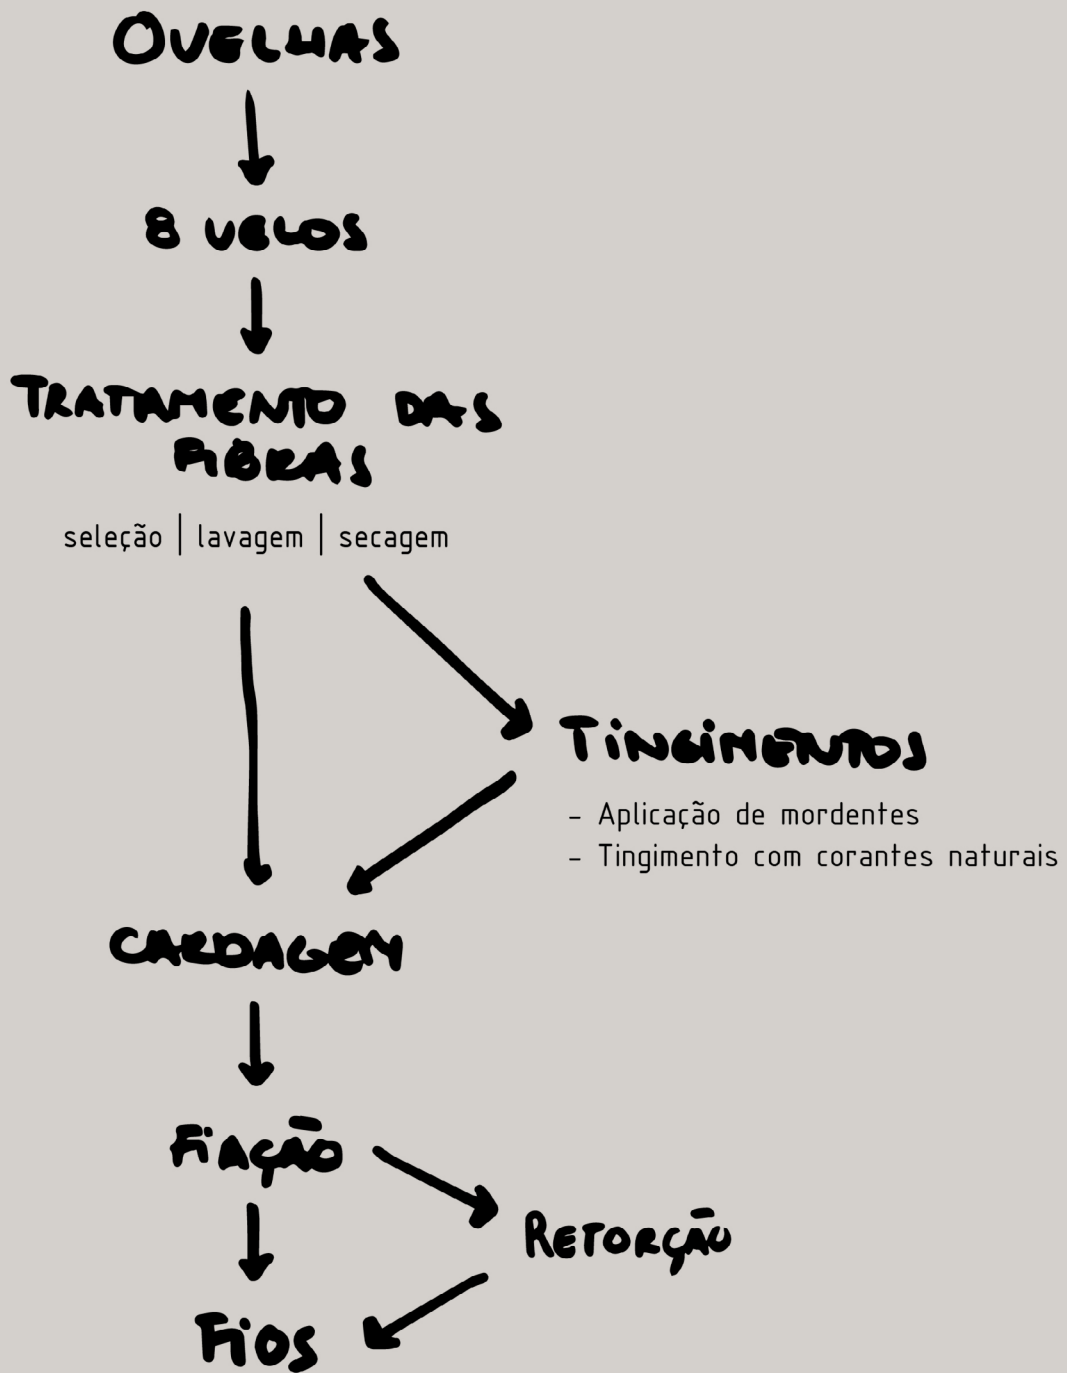 OVELHAS
8 VELOS
TRATAMENTO DAS
FIBRAS
seleção | lavagem | secagem
TINGIMENTOS
- Aplicação de mordentes
- Tingimento com corantes naturais
CARDAGEM
FIAÇÃO
RETORÇÃO
FIOS